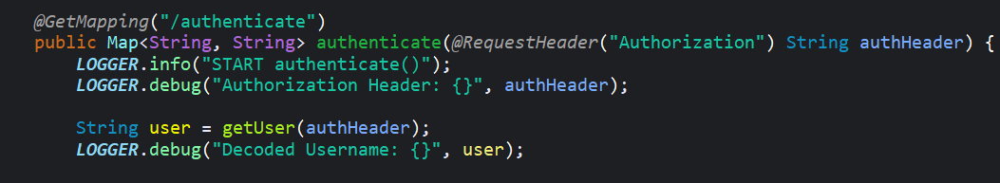 @GetMapping("/authenticate")
public Map<String, String> authenticate(@RequestHeader("Authorization") String authHeader) {
    LOGGER.info("START authenticate()");
    LOGGER.debug("Authorization Header: {}", authHeader);
    String user = getUser(authHeader);
    LOGGER.debug("Decoded Username: {}", user);